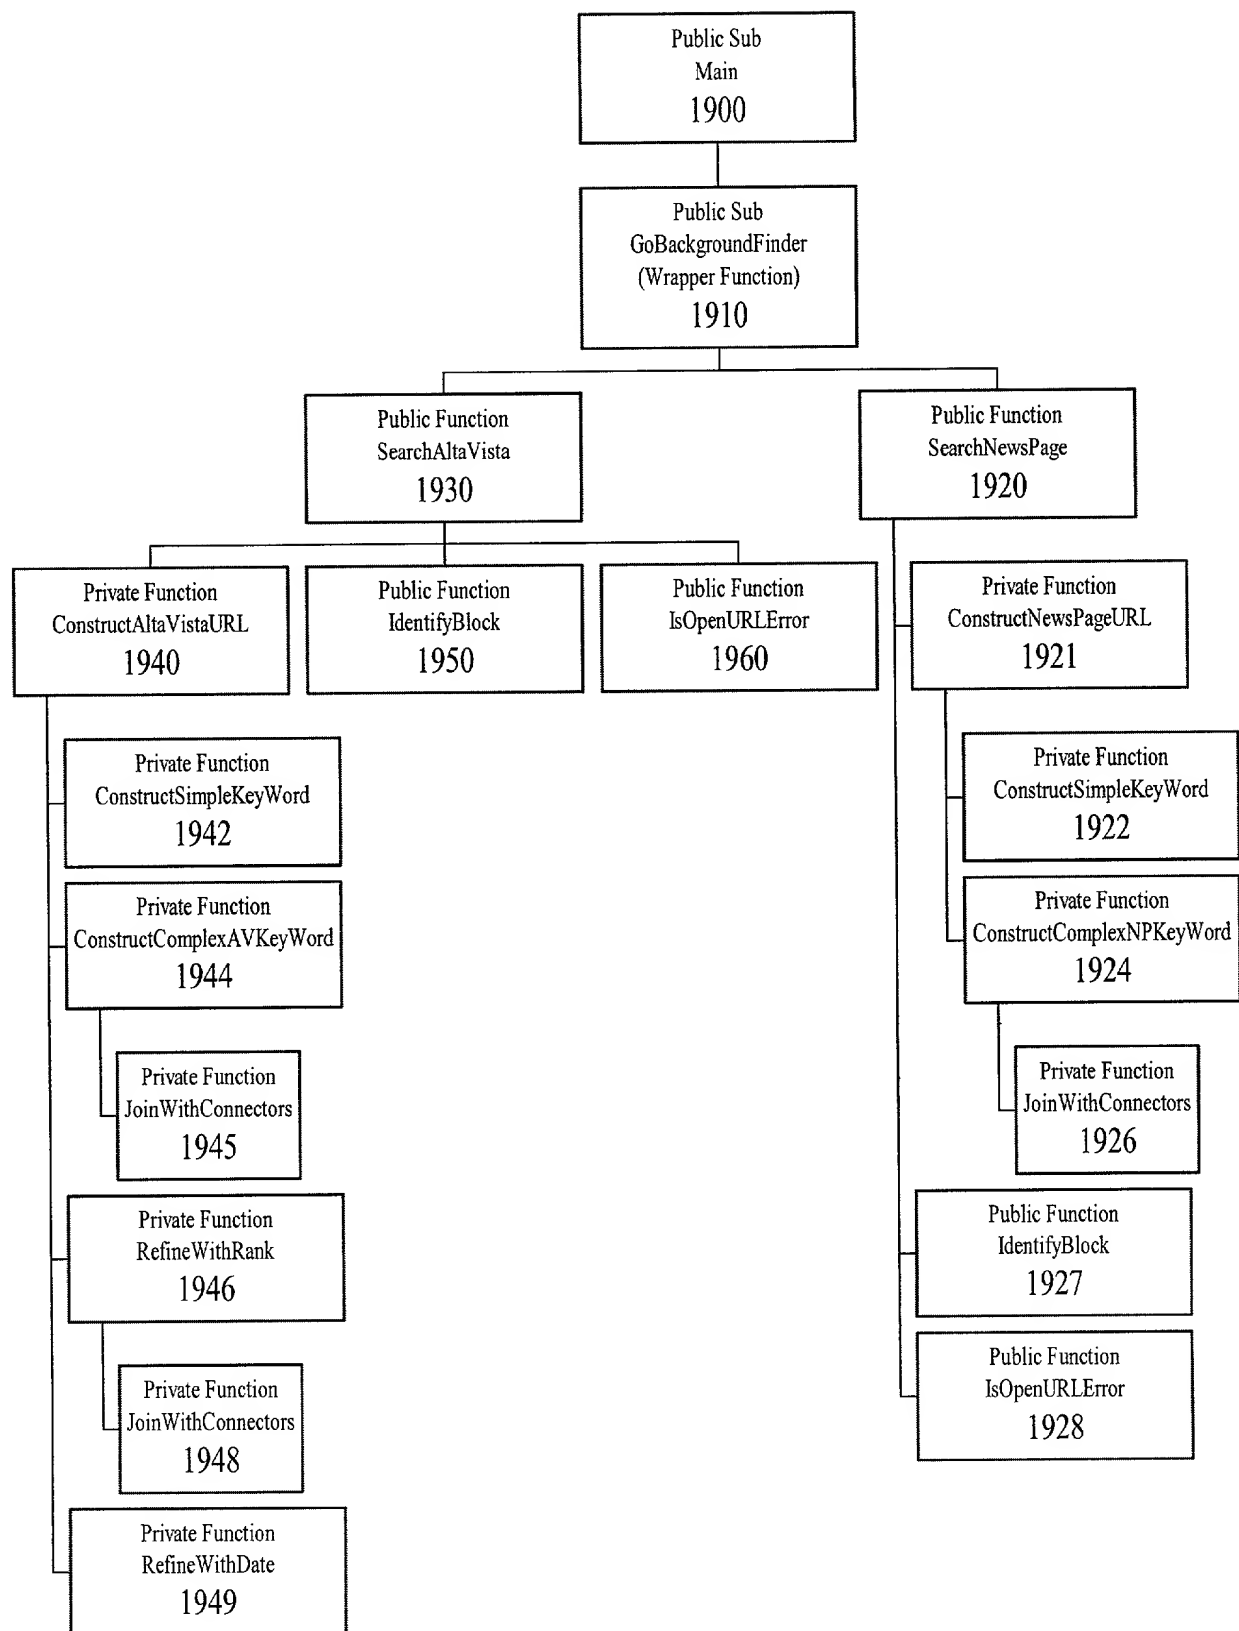 Public Sub
Main
1900
Public Sub
GoBackgroundFinder
(Wrapper Function)
1910
Public Function
SearchAltaVista
1930
Public Function
SearchNewsPage
1920
Private Function
ConstructAltaVistaURL
1940
Public Function
IdentifyBlock
1950
Public Function
IsOpenURLError
1960
Private Function
ConstructNewsPageURL
1921
Private Function
ConstructSimpleKeyWord
1942
Private Function
ConstructComplexAVKeyWord
1944
Private Function
JoinWithConnectors
1945
Private Function
RefineWithRank
1946
Private Function
JoinWithConnectors
1948
Private Function
RefineWithDate
1949
Private Function
ConstructSimpleKeyWord
1922
Private Function
ConstructComplexNPKeyWord
1924
Private Function
JoinWithConnectors
1926
Public Function
IdentifyBlock
1927
Public Function
IsOpenURLError
1928